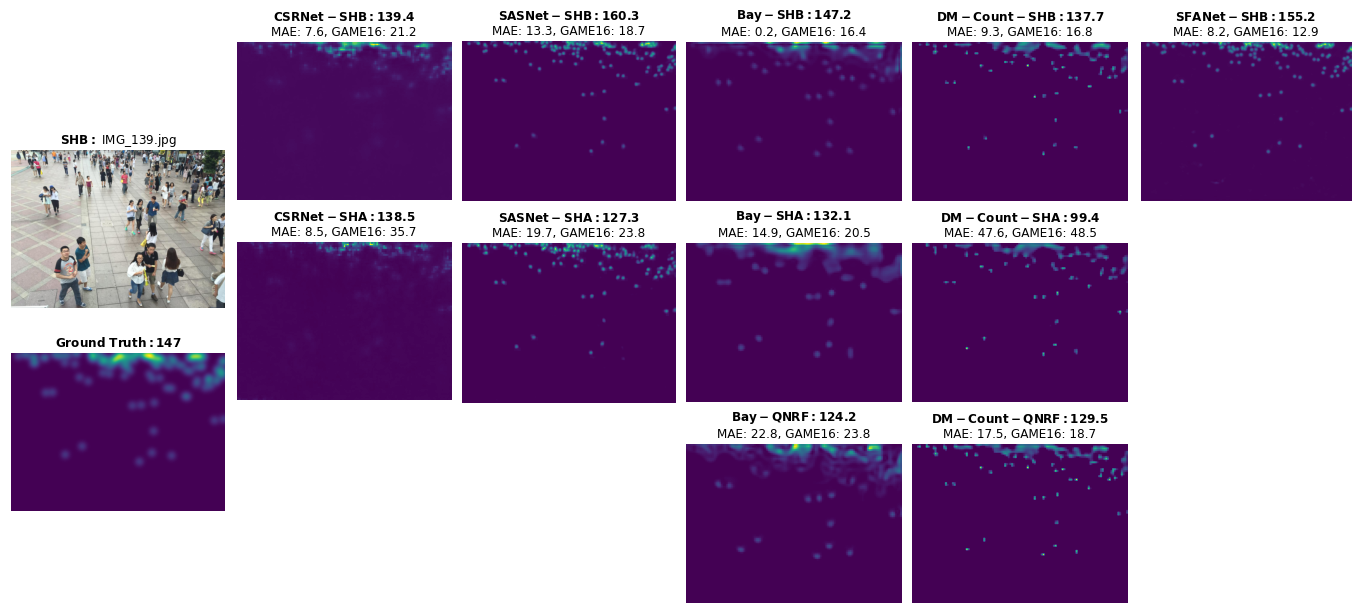 CSRNet−SHB: 139.4
MAE: 7.6, GAME16: 21.2
SASNet−SHB: 160.3
MAE: 13.3, GAME16: 18.7
Bay−SHB: 147.2
MAE: 0.2, GAME16: 16.4
DM−Count−SHB: 137.7
MAE: 9.3, GAME16: 16.8
SFANet−SHB: 155.2
MAE: 8.2, GAME16: 12.9
SHB: IMG_139.jpg
CSRNet−SHA: 138.5
MAE: 8.5, GAME16: 35.7
SASNet−SHA: 127.3
MAE: 19.7, GAME16: 23.8
Bay−SHA: 132.1
MAE: 14.9, GAME16: 20.5
DM−Count−SHA: 99.4
MAE: 47.6, GAME16: 48.5
Ground Truth: 147
Bay−QNRF: 124.2
MAE: 22.8, GAME16: 23.8
DM−Count−QNRF: 129.5
MAE: 17.5, GAME16: 18.7